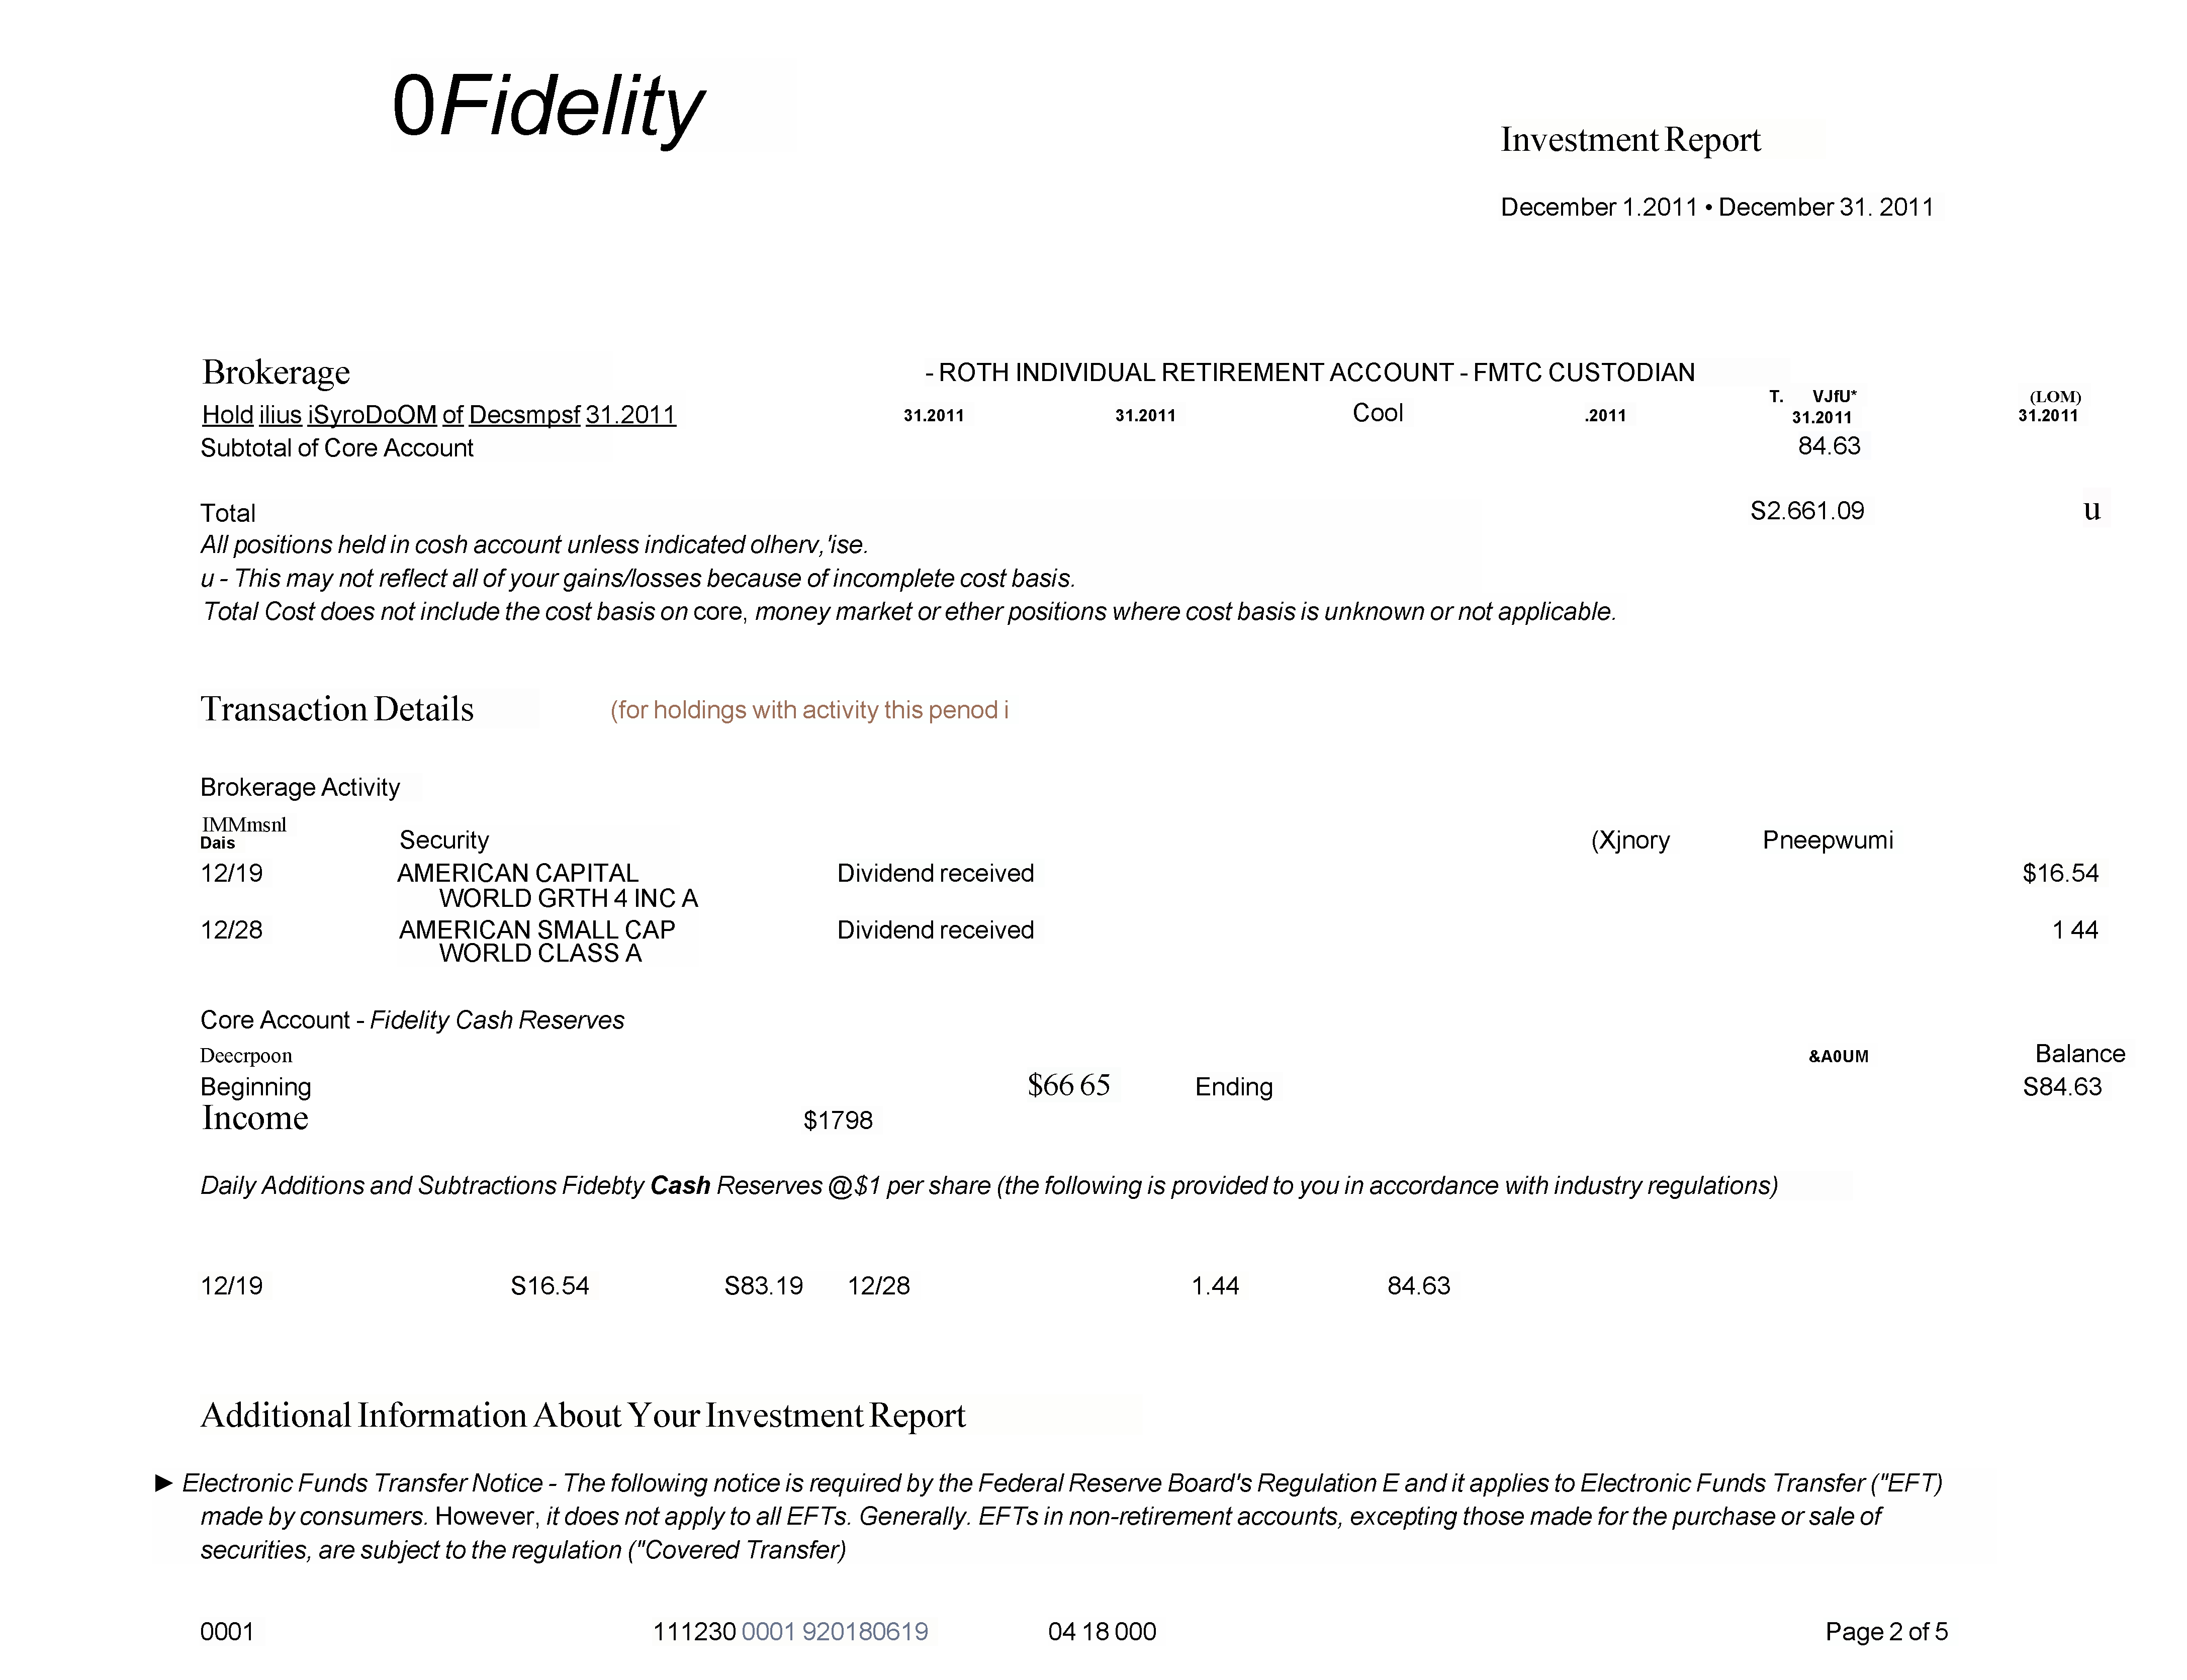 0Fidelity
Investment Report
December 1.2011 • December 31. 2011
Brokerage - ROTH INDIVIDUAL RETIREMENT ACCOUNT - FMTC CUSTODIAN
T. VJfU* (LOM)
Hold ilius iSyroDoOM of Decsmpsf 31.2011 31.2011 31.2011 Cool .2011 31.2011 31.2011
Subtotal of Core Account 84.63
Total S2.661.09 u
All positions held in cosh account unless indicated olherv,'ise.
u - This may not reflect all of your gains/losses because of incomplete cost basis.
Total Cost does not include the cost basis on core, money market or ether positions where cost basis is unknown or not applicable.
Transaction Details (for holdings with activity this penod i
Brokerage Activity
IMMmsnl
Dais Security (Xjnory Pneepwumi
12/19 AMERICAN CAPITAL Dividend received $16.54
WORLD GRTH 4 INC A
12/28 AMERICAN SMALL CAP Dividend received 1 44
WORLD CLASS A
Core Account - Fidelity Cash Reserves
Deecrpoon &A0UM Balance
Beginning $66 65 Ending S84.63
Income $1798
Daily Additions and Subtractions Fidebty Cash Reserves @$1 per share (the following is provided to you in accordance with industry regulations)
12/19 S16.54 S83.19 12/28 1.44 84.63
Additional Information About Your Investment Report
► Electronic Funds Transfer Notice - The following notice is required by the Federal Reserve Board's Regulation E and it applies to Electronic Funds Transfer ("EFT)
made by consumers. However, it does not apply to all EFTs. Generally. EFTs in non-retirement accounts, excepting those made for the purchase or sale of
securities, are subject to the regulation ("Covered Transfer)
0001 111230 0001 920180619 04 18 000 Page 2 of 5